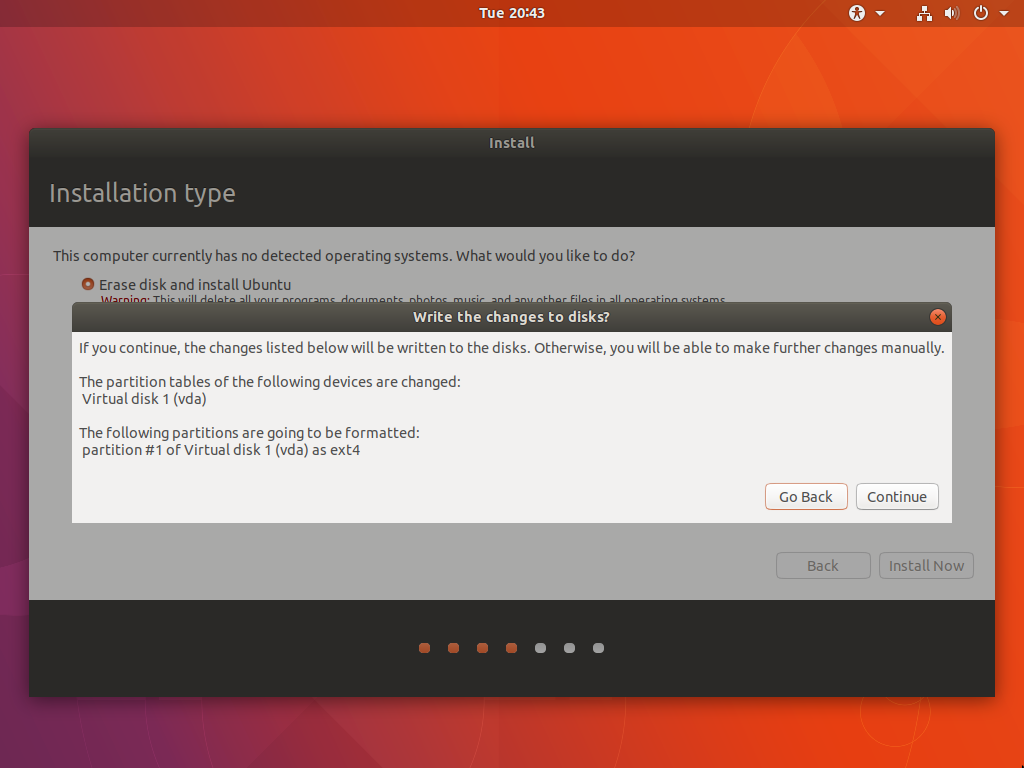 Tue 20:43
Install
Installation type
This computer currently has no detected operating systems. What would you like to do?
Erase disk and install Ubuntu
Warning: This will delete all your programs, documents, photos, music, and any other files in all operating systems.
Write the changes to disks?
If you continue, the changes listed below will be written to the disks. Otherwise, you will be able to make further changes manually.
The partition tables of the following devices are changed:
Virtual disk 1 (vda)
The following partitions are going to be formatted:
partition #1 of Virtual disk 1 (vda) as ext4
Go Back Continue
Back Install Now